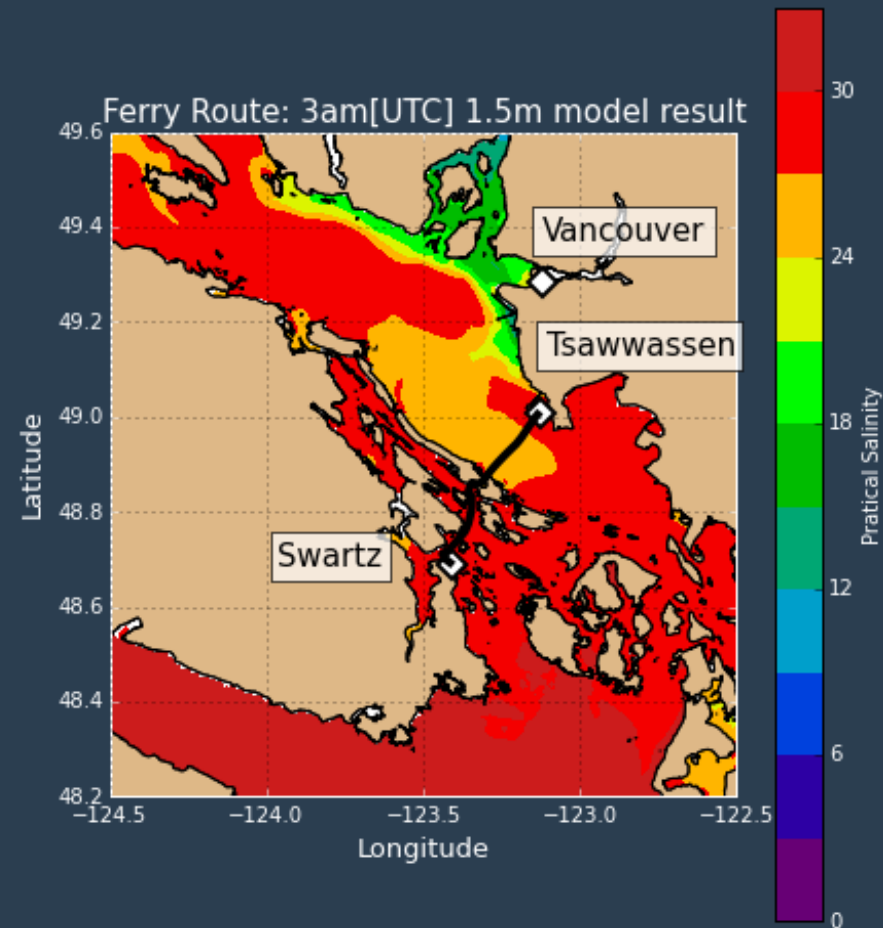 Ferry Route: 3am[UTC] 1.5m model result
49.6
49.4
49.2
49.0
48.8
48.6
48.4
48.2
Latitude
Vancouver
Tsawwassen
Swartz
−124.5
−124.0
−123.5
−123.0
−122.5
Longitude
30
24
18
12
6
0
Pratical Salinity